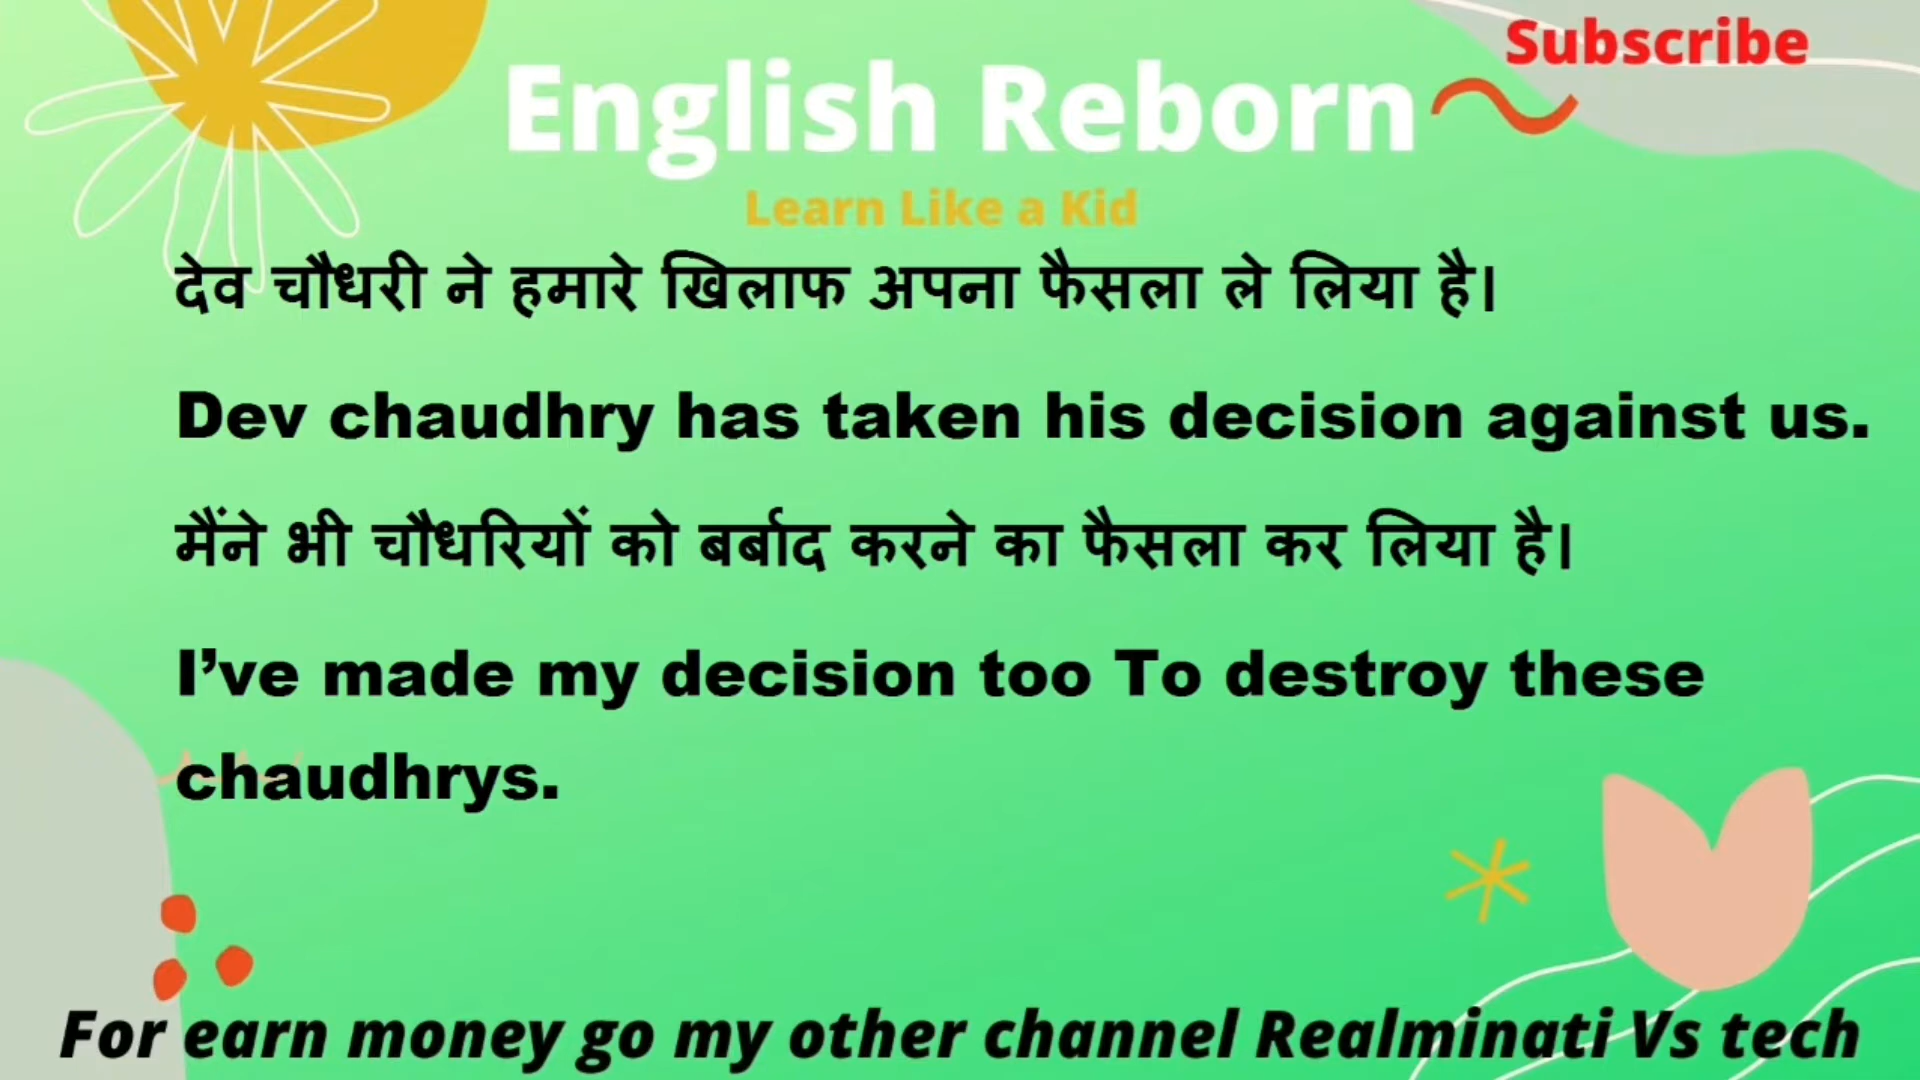 Subscribe
English Reborn
Learn Like a Kid
देव चौधरी ने हमारे खिलाफ अपना फैसला ले लिया है।
Dev chaudhry has taken his decision against us.
मैंने भी चौधरियों को बर्बाद करने का फैसला कर लिया है।
I’ve made my decision too To destroy these
chaudhrys.
For earn money go my other channel Realminati Vs tech